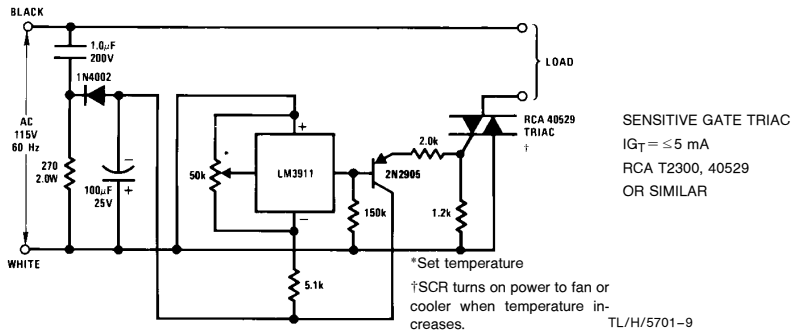 BLACK
1.0µF
200V
1N4002
AC
115V
60 Hz
270
2.0W
100µF
25V
−
+
WHITE
50k
*
+
LM3911
−
5.1k
150k
2N2905
2.0k
1.2k
LOAD
RCA 40529
TRIAC
†
SENSITIVE GATE TRIAC
IGT = ≤5 mA
RCA T2300, 40529
OR SIMILAR
*Set temperature
†SCR turns on power to fan or
cooler when temperature in-
creases.
TL/H/5701–9